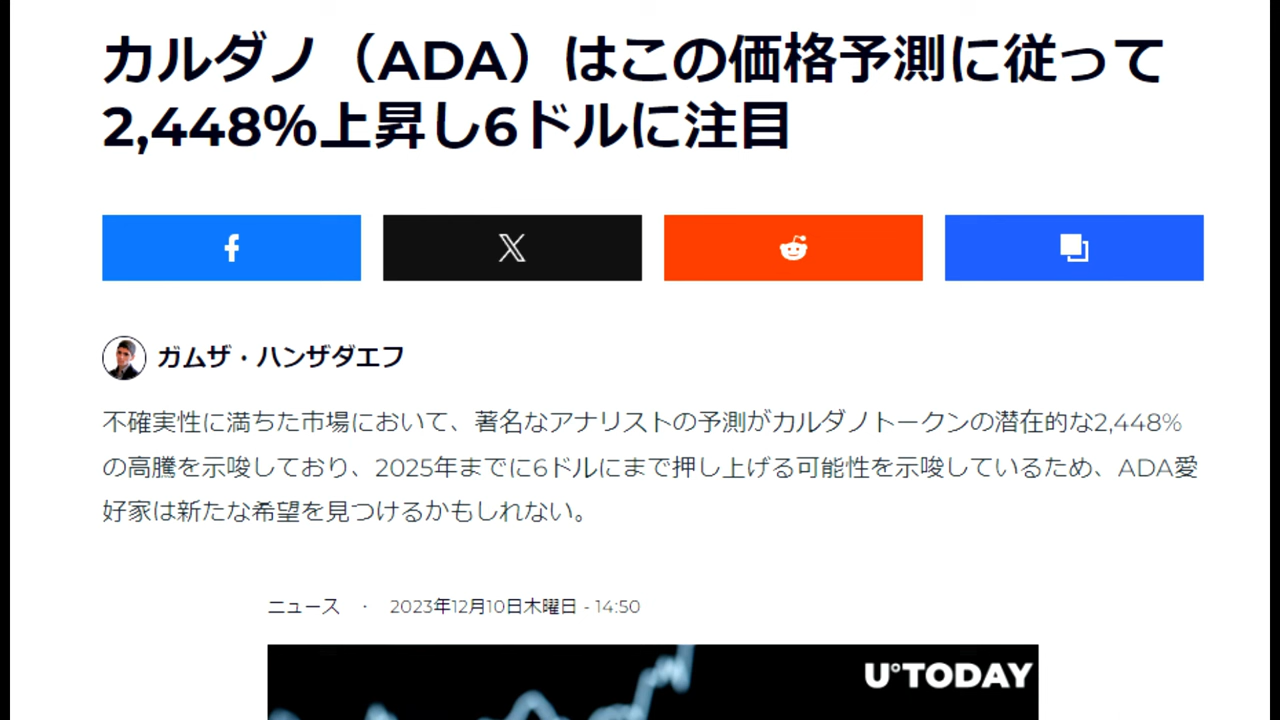 カルダノ（ADA）はこの価格予測に従って
2,448%上昇し6ドルに注目
ガムザ・ハンザダエフ
不確実性に満ちた市場において、著名なアナリストの予測がカルダノトークンの潜在的な2,448%
の高騰を示唆しており、2025年までに6ドルにまで押し上げる可能性を示唆しているため、ADA愛
好家は新たな希望を見つけるかもしれない。
ニュース ・ 2023年12月10日木曜日 - 14:50
U°TODAY